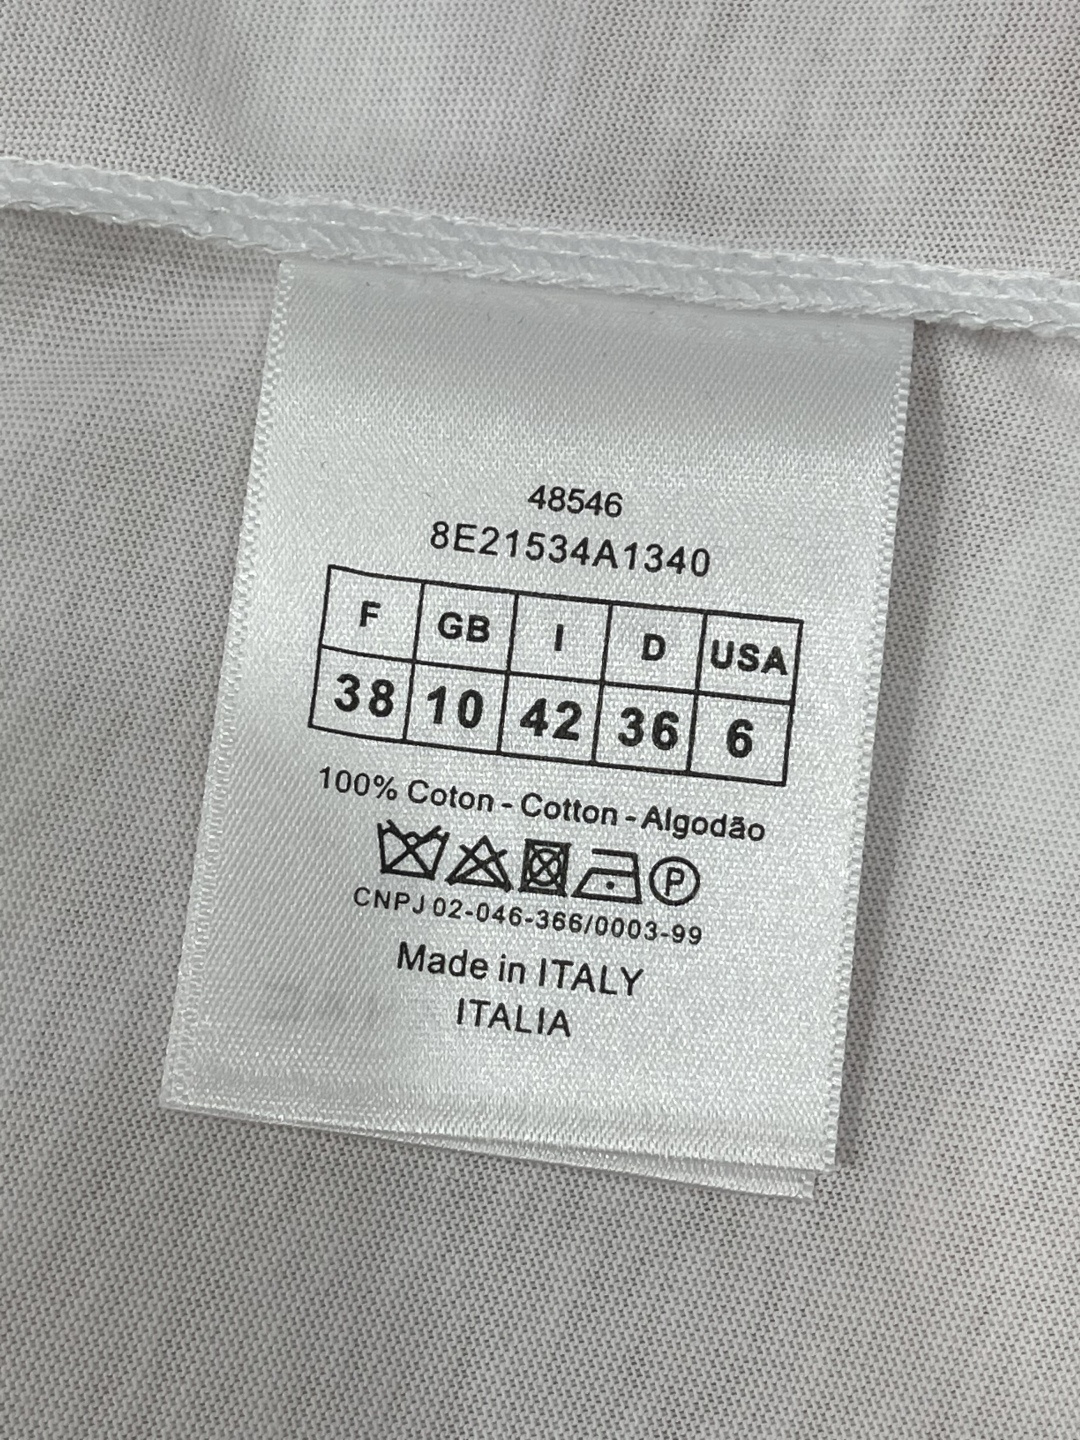 48546
8E21534A1340
F GB I D USA
38 10 42 36 6
100% Coton - Cotton - Algodão
P
CNPJ 02-046-366/0003-99
Made in ITALY
ITALIA